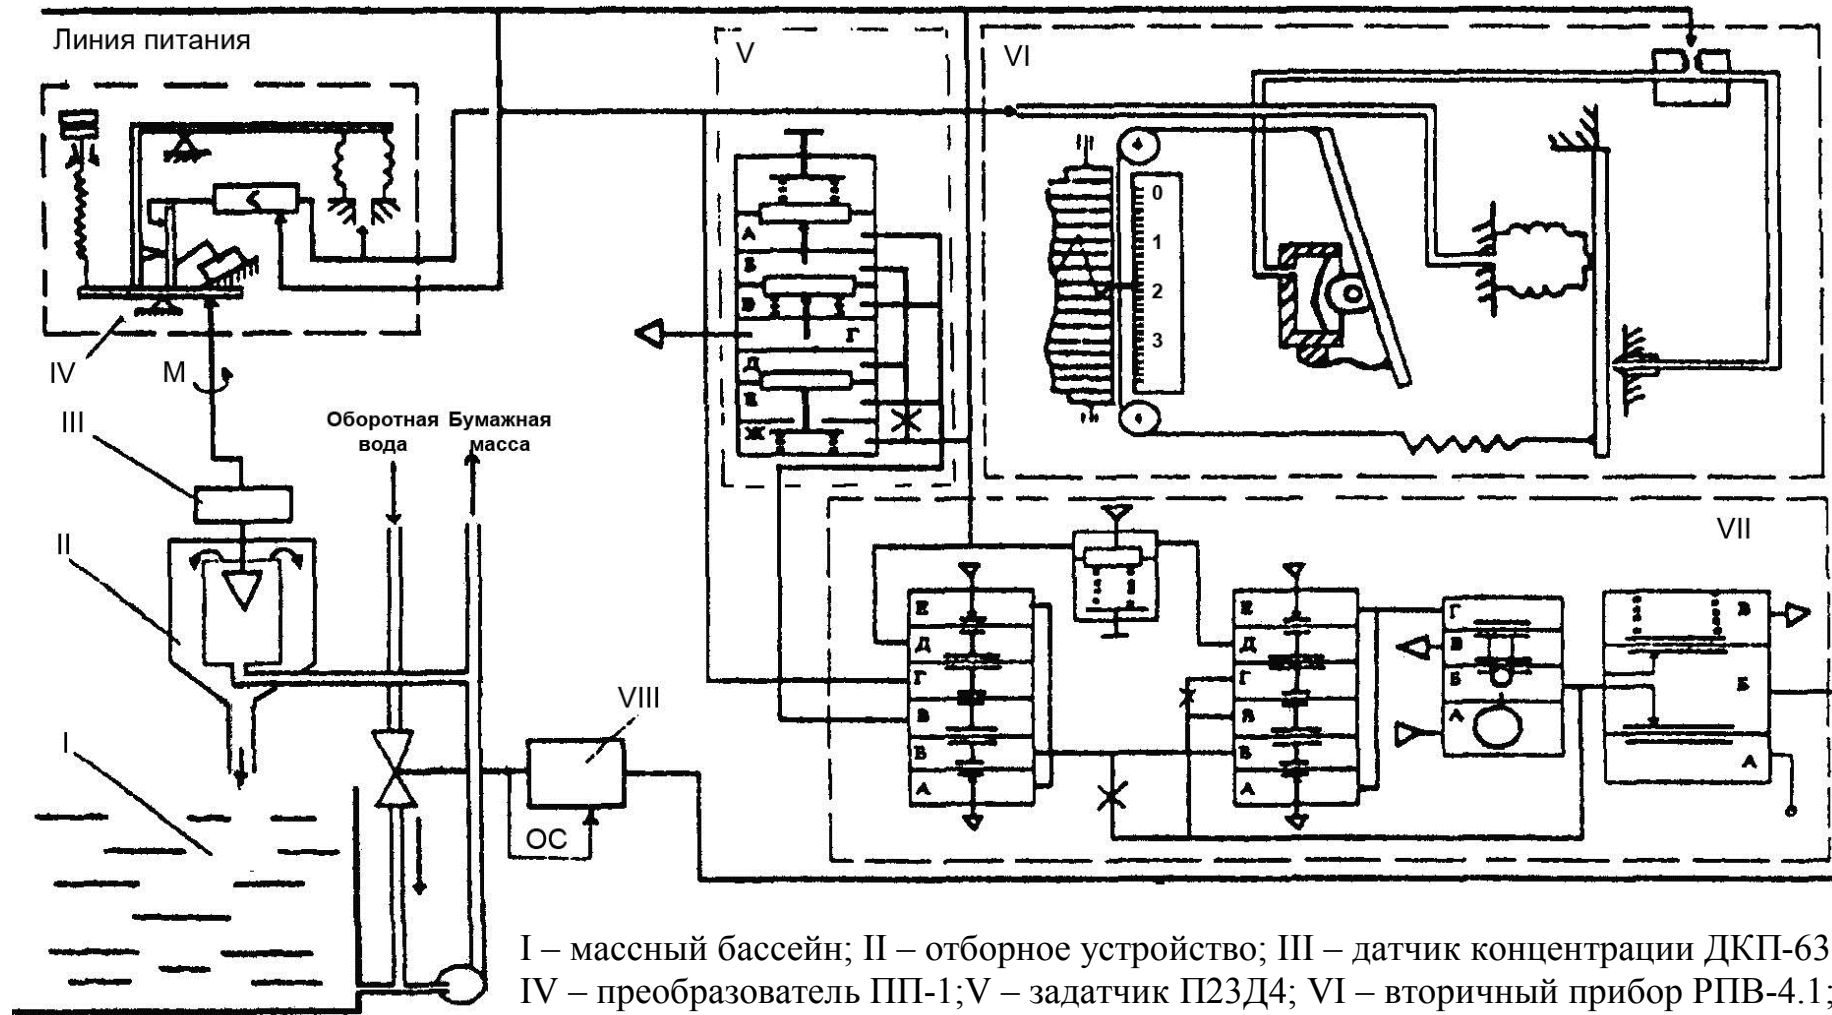 Линия питания
V
VI
0
1
2
3
А
Б
В
Г
Д
Е
Ж
IV
М
III
Оборотная Бумажная
вода масса
II
VII
Е
Д
Г
В
Б
А
Е
Д
Г
В
Б
А
Г
В
Б
А
В
Б
А
VIII
I
ОС
I – массный бассейн; II – отборное устройство; III – датчик концентрации ДКП-63
IV – преобразователь ПП-1;V – задатчик П23Д4; VI – вторичный прибор РПВ-4.1;